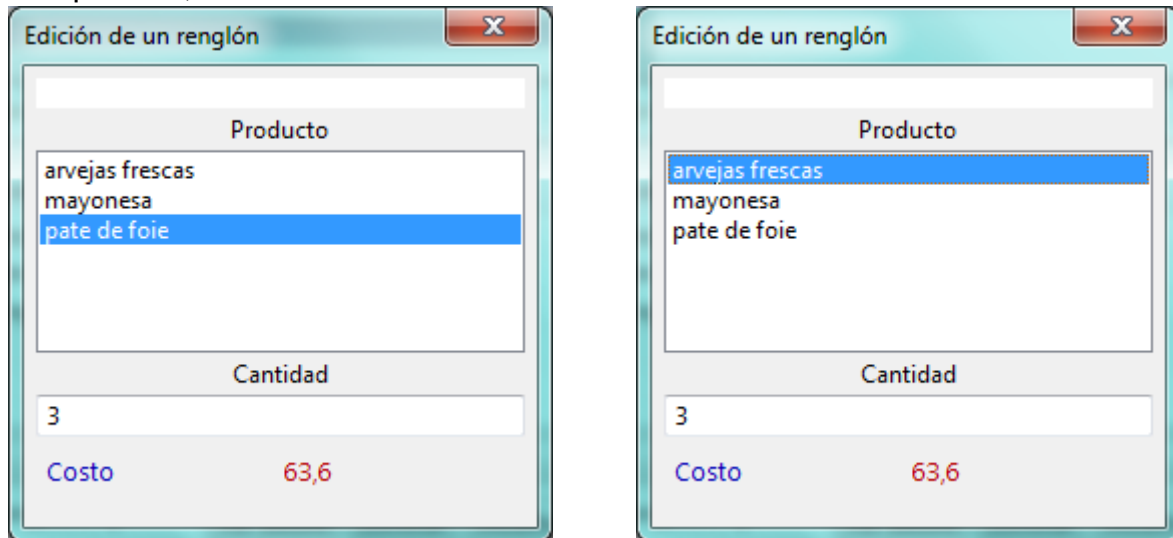 Edición de un renglón
X
Producto
arvejas frescas
mayonesa
pate de foie
Cantidad
3
Costo 63,6
Edición de un renglón
X
Producto
arvejas frescas
mayonesa
pate de foie
Cantidad
3
Costo 63,6